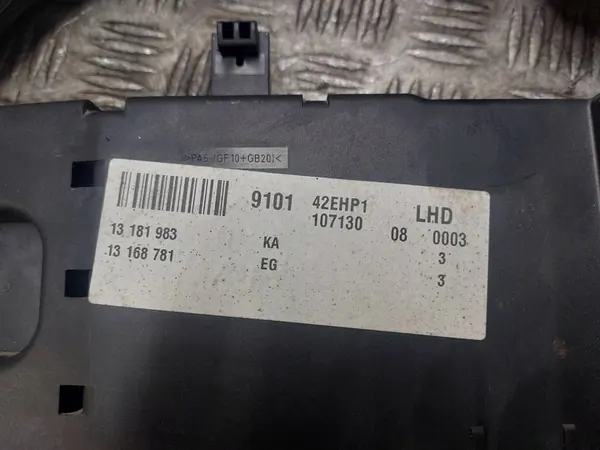 >PA6-(GF10+GB20)<
9101 42EHP1 LHD
107130 08 0003
13 181 983 KA 3
13 168 781 EG 3